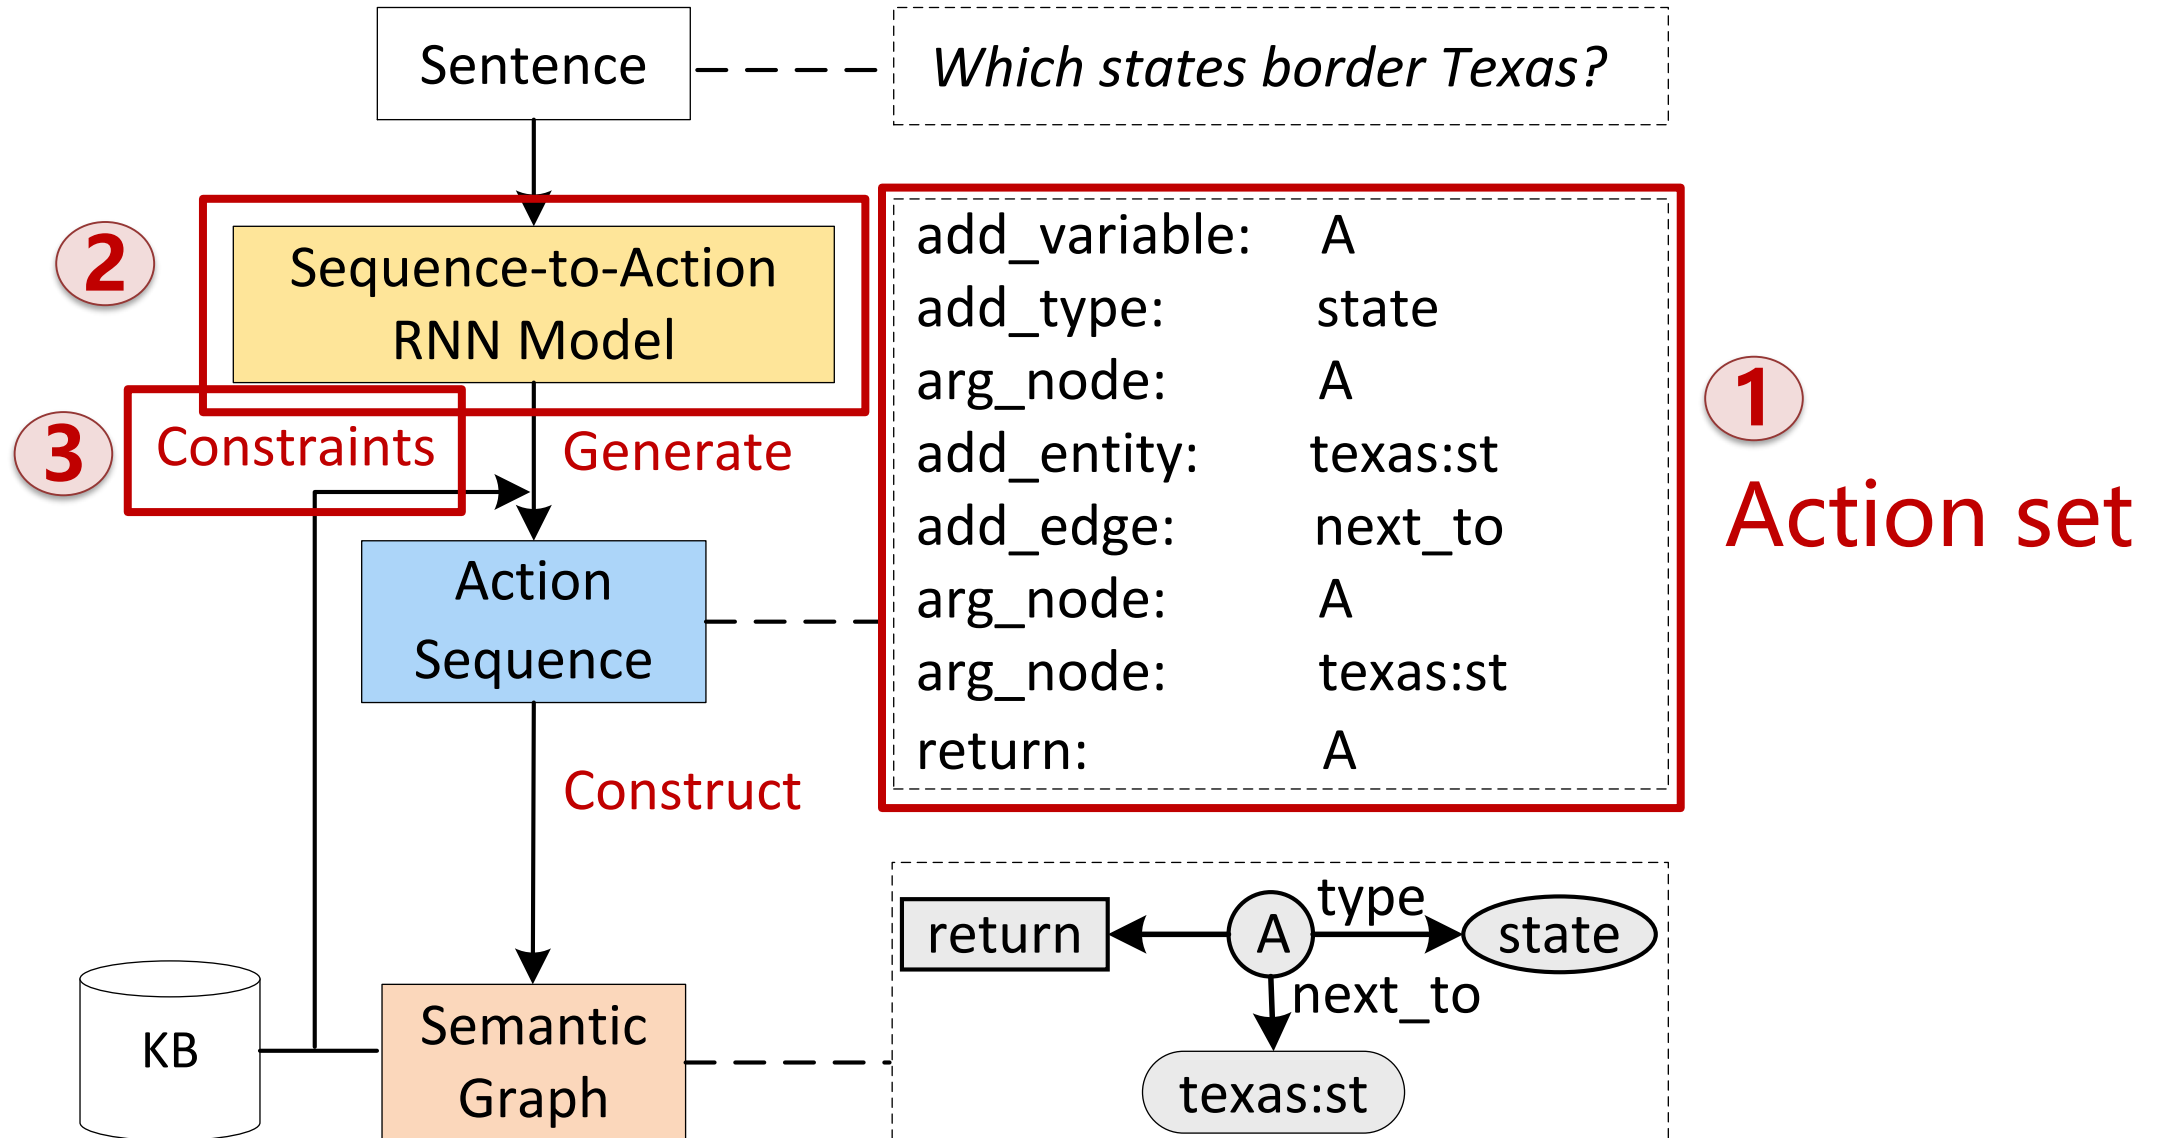 Sentence
Which states border Texas?
2
Sequence-to-Action
RNN Model
3
Constraints
Generate
Action
Sequence
Construct
add_variable: A
add_type: state
arg_node: A
add_entity: texas:st
add_edge: next_to
arg_node: A
arg_node: texas:st
return: A
1
Action set
KB
Semantic
Graph
return
A
type
state
next_to
texas:st